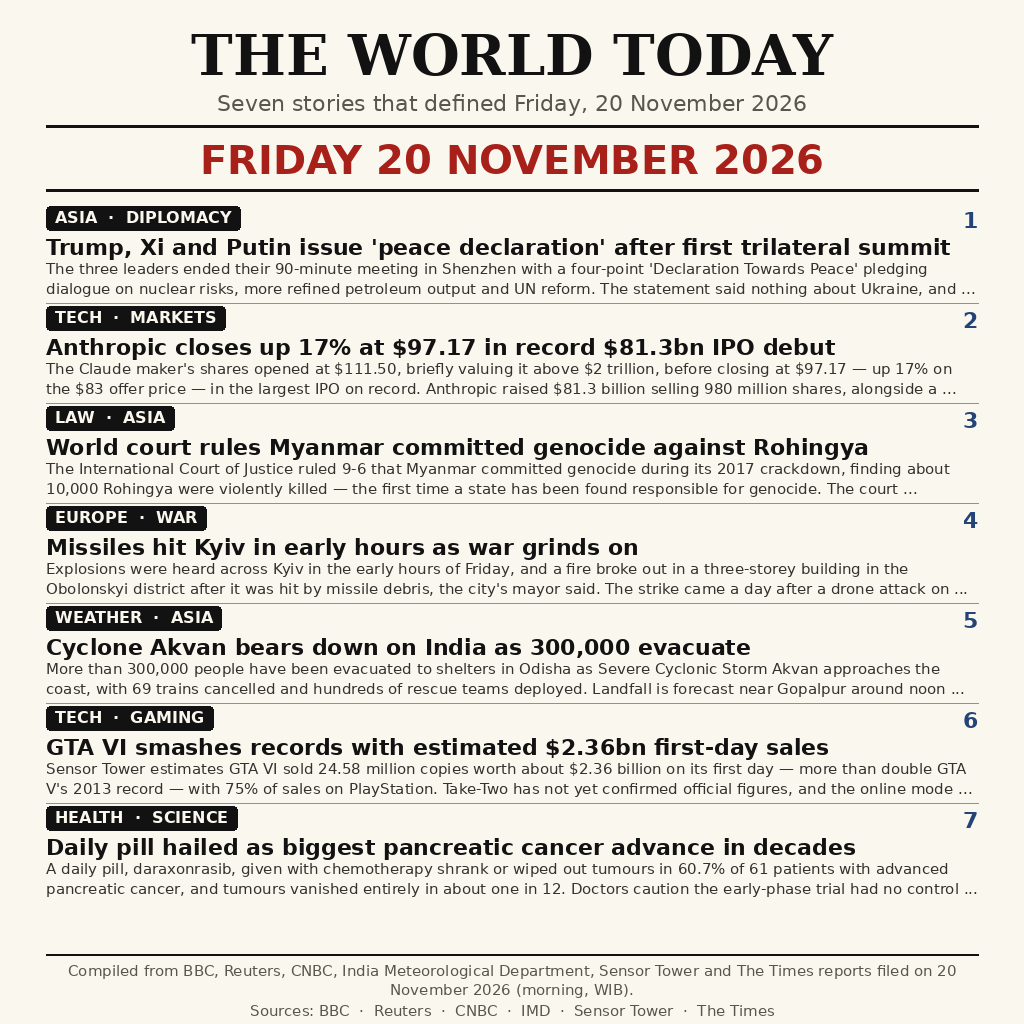 THE WORLD TODAY
Seven stories that defined Friday, 20 November 2026
FRIDAY 20 NOVEMBER 2026
ASIA · DIPLOMACY
1
Trump, Xi and Putin issue 'peace declaration' after first trilateral summit
The three leaders ended their 90-minute meeting in Shenzhen with a four-point 'Declaration Towards Peace' pledging
dialogue on nuclear risks, more refined petroleum output and UN reform. The statement said nothing about Ukraine, and ...
TECH · MARKETS
2
Anthropic closes up 17% at $97.17 in record $81.3bn IPO debut
The Claude maker's shares opened at $111.50, briefly valuing it above $2 trillion, before closing at $97.17 — up 17% on
the $83 offer price — in the largest IPO on record. Anthropic raised $81.3 billion selling 980 million shares, alongside a ...
LAW · ASIA
3
World court rules Myanmar committed genocide against Rohingya
The International Court of Justice ruled 9-6 that Myanmar committed genocide during its 2017 crackdown, finding about
10,000 Rohingya were violently killed — the first time a state has been found responsible for genocide. The court ...
EUROPE · WAR
4
Missiles hit Kyiv in early hours as war grinds on
Explosions were heard across Kyiv in the early hours of Friday, and a fire broke out in a three-storey building in the
Obolonskyi district after it was hit by missile debris, the city's mayor said. The strike came a day after a drone attack on ...
WEATHER · ASIA
5
Cyclone Akvan bears down on India as 300,000 evacuate
More than 300,000 people have been evacuated to shelters in Odisha as Severe Cyclonic Storm Akvan approaches the
coast, with 69 trains cancelled and hundreds of rescue teams deployed. Landfall is forecast near Gopalpur around noon ...
TECH · GAMING
6
GTA VI smashes records with estimated $2.36bn first-day sales
Sensor Tower estimates GTA VI sold 24.58 million copies worth about $2.36 billion on its first day — more than double GTA
V's 2013 record — with 75% of sales on PlayStation. Take-Two has not yet confirmed official figures, and the online mode ...
HEALTH · SCIENCE
7
Daily pill hailed as biggest pancreatic cancer advance in decades
A daily pill, daraxonrasib, given with chemotherapy shrank or wiped out tumours in 60.7% of 61 patients with advanced
pancreatic cancer, and tumours vanished entirely in about one in 12. Doctors caution the early-phase trial had no control ...
Compiled from BBC, Reuters, CNBC, India Meteorological Department, Sensor Tower and The Times reports filed on 20
November 2026 (morning, WIB).
Sources: BBC · Reuters · CNBC · IMD · Sensor Tower · The Times